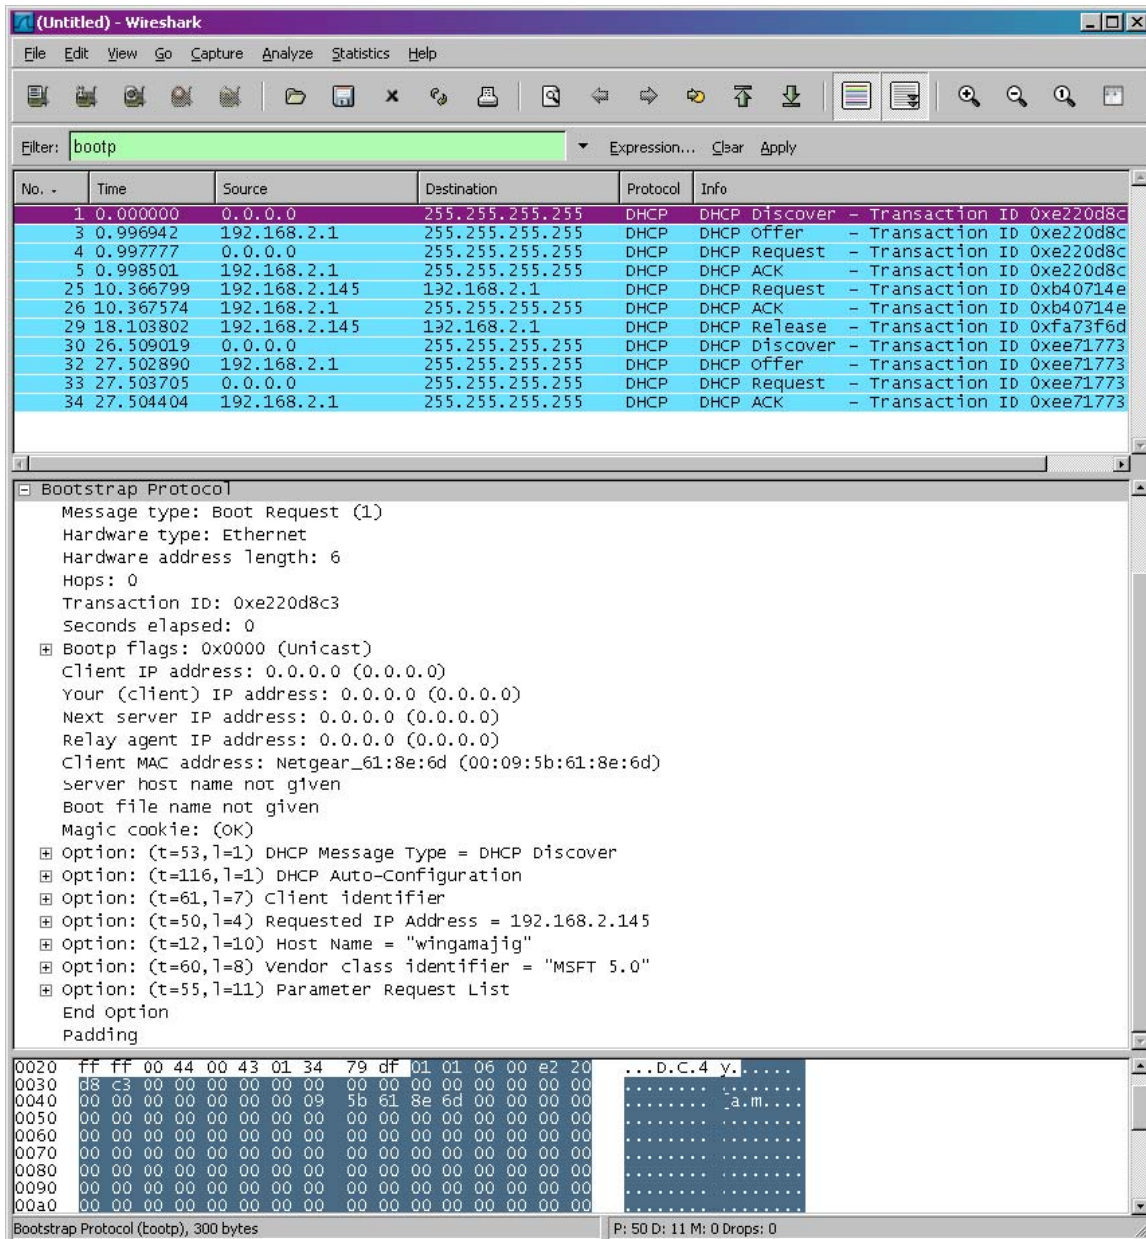 (Untitled) - Wireshark
File Edit View Go Capture Analyze Statistics Help
Filter: bootp Expression... Clear Apply
No. - Time Source Destination Protocol Info
1 0.000000 0.0.0.0 255.255.255.255 DHCP DHCP Discover - Transaction ID 0xe220d8c
3 0.996942 192.168.2.1 255.255.255.255 DHCP DHCP Offer - Transaction ID 0xe220d8c
4 0.997777 0.0.0.0 255.255.255.255 DHCP DHCP Request - Transaction ID 0xe220d8c
5 0.998501 192.168.2.1 255.255.255.255 DHCP DHCP ACK - Transaction ID 0xe220d8c
25 10.366799 192.168.2.145 192.168.2.1 DHCP DHCP Request - Transaction ID 0xb40714e
26 10.367574 192.168.2.1 255.255.255.255 DHCP DHCP ACK - Transaction ID 0xb40714e
29 18.103802 192.168.2.145 192.168.2.1 DHCP DHCP Release - Transaction ID 0xfa73f6d
30 26.509019 0.0.0.0 255.255.255.255 DHCP DHCP Discover - Transaction ID 0xee71773
32 27.502890 192.168.2.1 255.255.255.255 DHCP DHCP Offer - Transaction ID 0xee71773
33 27.503705 0.0.0.0 255.255.255.255 DHCP DHCP Request - Transaction ID 0xee71773
34 27.504404 192.168.2.1 255.255.255.255 DHCP DHCP ACK - Transaction ID 0xee71773
Bootstrap Protocol
Message type: Boot Request (1)
Hardware type: Ethernet
Hardware address length: 6
Hops: 0
Transaction ID: 0xe220d8c3
Seconds elapsed: 0
Bootp flags: 0x0000 (Unicast)
Client IP address: 0.0.0.0 (0.0.0.0)
Your (client) IP address: 0.0.0.0 (0.0.0.0)
Next server IP address: 0.0.0.0 (0.0.0.0)
Relay agent IP address: 0.0.0.0 (0.0.0.0)
Client MAC address: Netgear_61:8e:6d (00:09:5b:61:8e:6d)
Server host name not given
Boot file name not given
Magic cookie: (OK)
Option: (t=53,l=1) DHCP Message Type = DHCP Discover
Option: (t=116,l=1) DHCP Auto-Configuration
Option: (t=61,l=7) Client identifier
Option: (t=50,l=4) Requested IP Address = 192.168.2.145
Option: (t=12,l=10) Host Name = "wingamajig"
Option: (t=60,l=8) Vendor class identifier = "MSFT 5.0"
Option: (t=55,l=11) Parameter Request List
End Option
Padding
0020 ff ff 00 44 00 43 01 34 79 df 01 01 06 00 e2 20 ...D.C.4 y.......
0030 d8 c3 00 00 00 00 00 00 00 00 00 00 00 00 00 00 ........ ........
0040 00 00 00 00 00 00 00 09 5b 61 8e 6d 00 00 00 00 ........ [a.m....
0050 00 00 00 00 00 00 00 00 00 00 00 00 00 00 00 00 ........ ........
0060 00 00 00 00 00 00 00 00 00 00 00 00 00 00 00 00 ........ ........
0070 00 00 00 00 00 00 00 00 00 00 00 00 00 00 00 00 ........ ........
0080 00 00 00 00 00 00 00 00 00 00 00 00 00 00 00 00 ........ ........
0090 00 00 00 00 00 00 00 00 00 00 00 00 00 00 00 00 ........ ........
00a0 00 00 00 00 00 00 00 00 00 00 00 00 00 00 00 00 ........ ........
Bootstrap Protocol (bootp), 300 bytes P: 50 D: 11 M: 0 Drops: 0